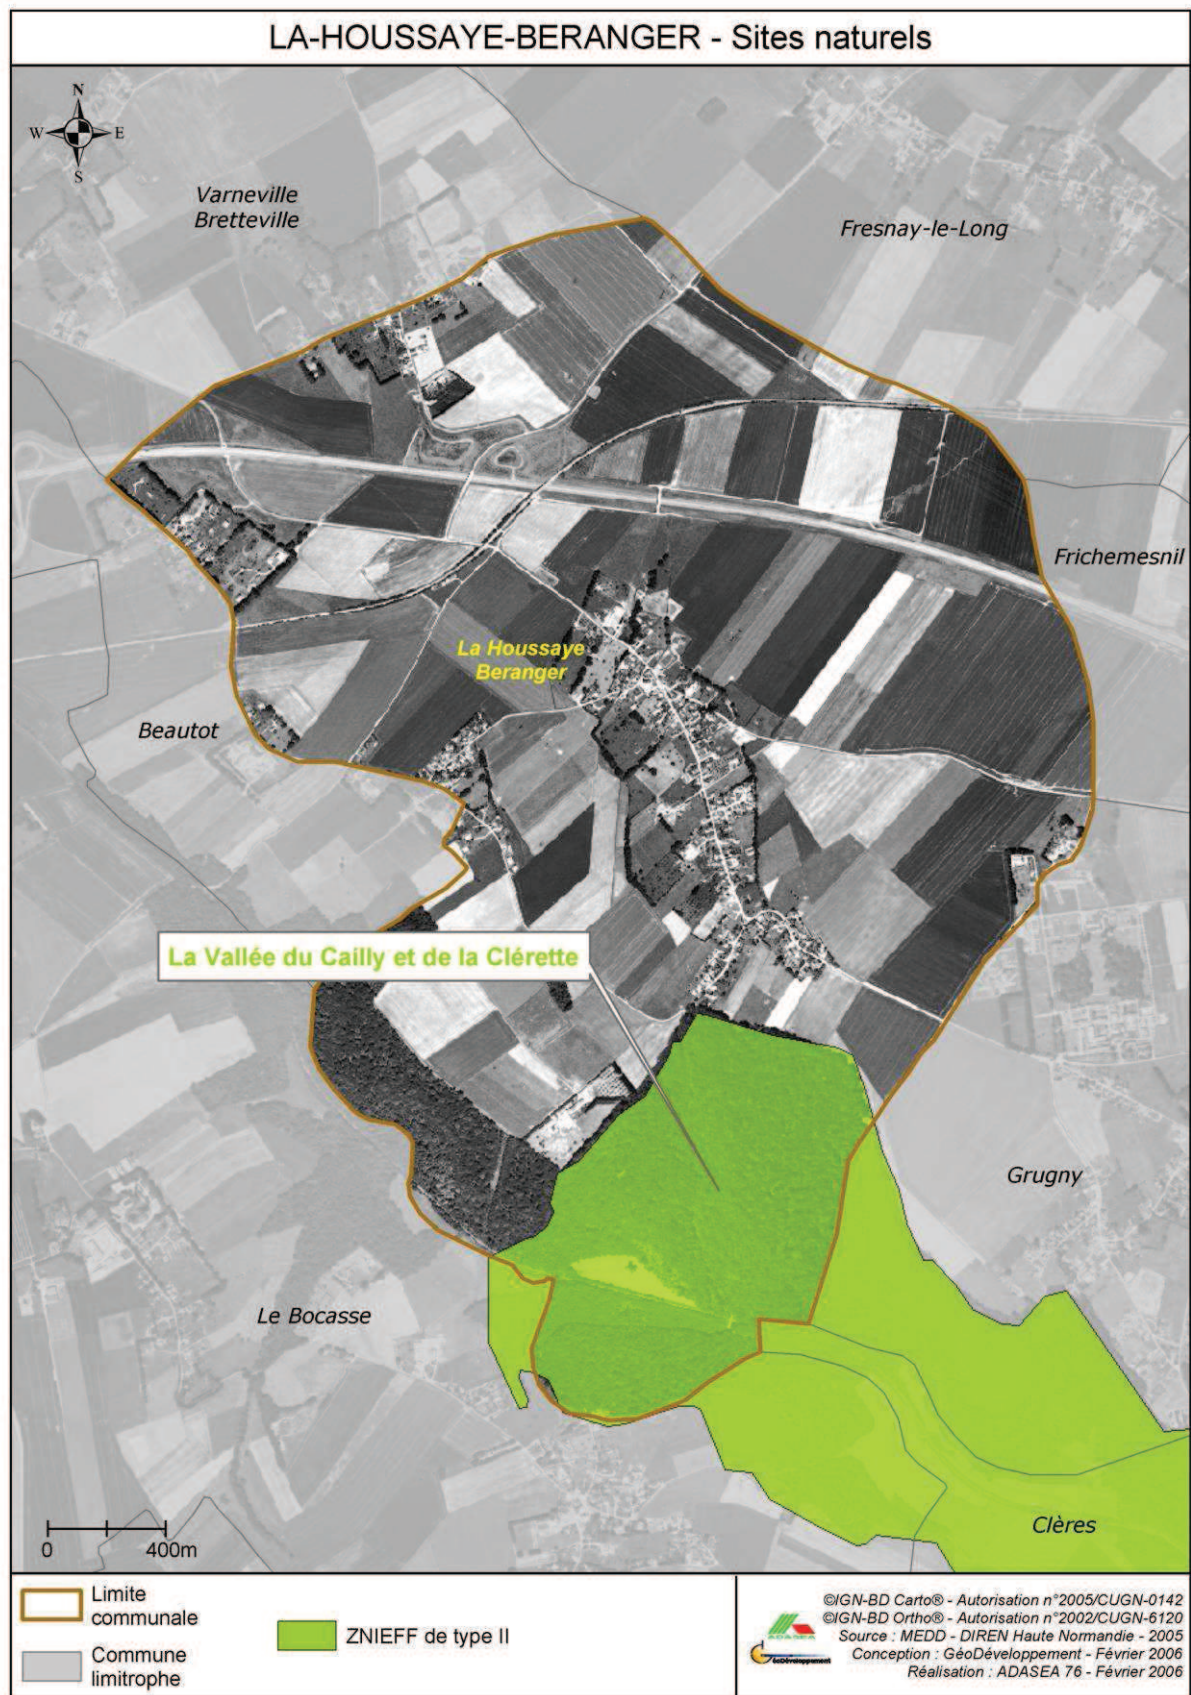 LA-HOUSSAYE-BERANGER - Sites naturels
N
W E
S
Varneville
Bretteville
Fresnay-le-Long
Frichemesnil
La Houssaye
Beranger
Beautot
La Vallée du Cailly et de la Clérette
Grugny
Le Bocasse
Clères
0 400m
Limite
communale
Commune
limitrophe
ZNIEFF de type II
ADASEA
GéoDéveloppement
©IGN-BD Carto® - Autorisation n°2005/CUGN-0142
©IGN-BD Ortho® - Autorisation n°2002/CUGN-6120
Source : MEDD - DIREN Haute Normandie - 2005
Conception : GéoDéveloppement - Février 2006
Réalisation : ADASEA 76 - Février 2006